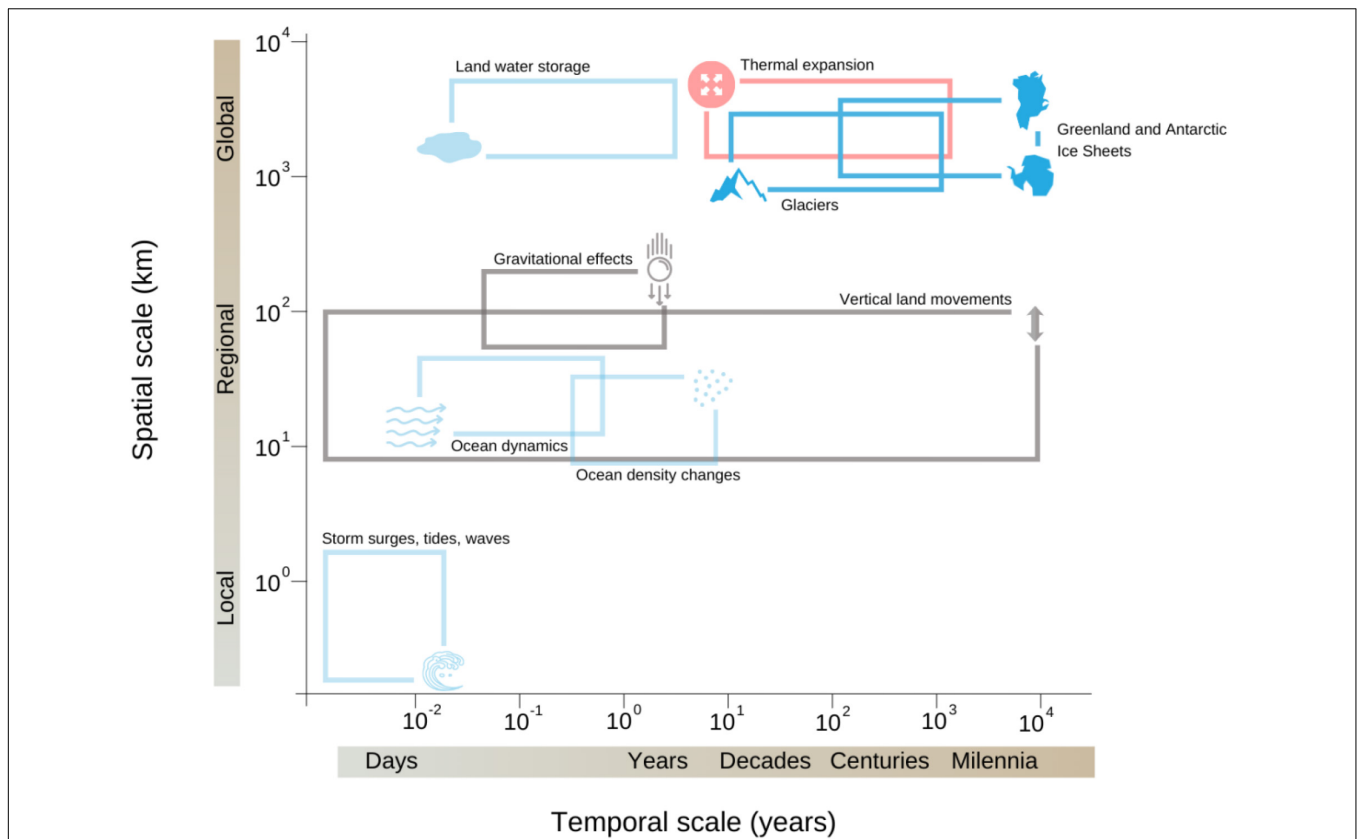 10^4
Land water storage
Thermal expansion
Greenland and Antarctic
Ice Sheets
Global
10^3
Glaciers
Gravitational effects
Vertical land movements
10^2
Spatial scale (km)
Regional
10^1
Ocean dynamics
Ocean density changes
Storm surges, tides, waves
10^0
Local
10^-2 10^-1 10^0 10^1 10^2 10^3 10^4
Days Years Decades Centuries Milennia
Temporal scale (years)